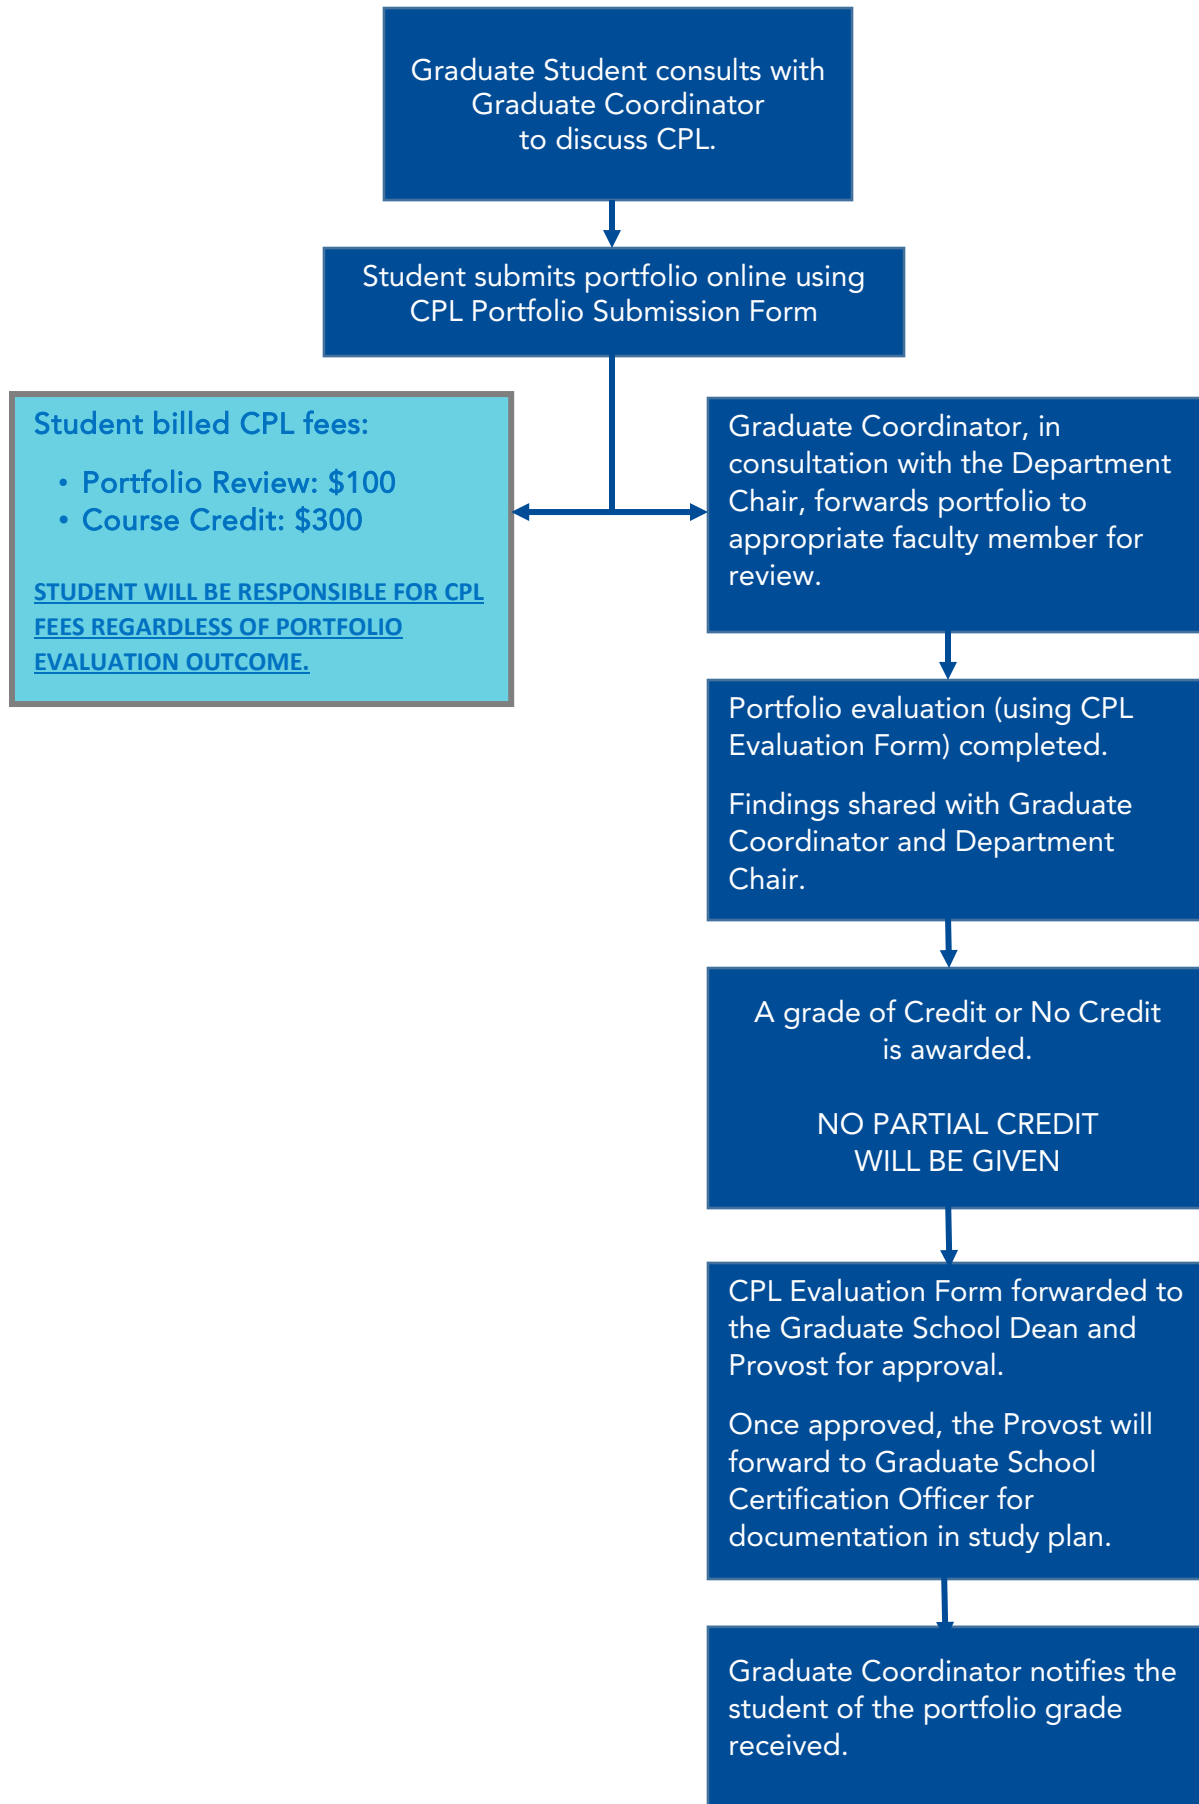 Graduate Student consults with
Graduate Coordinator
to discuss CPL.
Student submits portfolio online using
CPL Portfolio Submission Form
Student billed CPL fees:
• Portfolio Review: $100
• Course Credit: $300
STUDENT WILL BE RESPONSIBLE FOR CPL
FEES REGARDLESS OF PORTFOLIO
EVALUATION OUTCOME.
Graduate Coordinator, in
consultation with the Department
Chair, forwards portfolio to
appropriate faculty member for
review.
Portfolio evaluation (using CPL
Evaluation Form) completed.
Findings shared with Graduate
Coordinator and Department
Chair.
A grade of Credit or No Credit
is awarded.
NO PARTIAL CREDIT
WILL BE GIVEN
CPL Evaluation Form forwarded to
the Graduate School Dean and
Provost for approval.
Once approved, the Provost will
forward to Graduate School
Certification Officer for
documentation in study plan.
Graduate Coordinator notifies the
student of the portfolio grade
received.